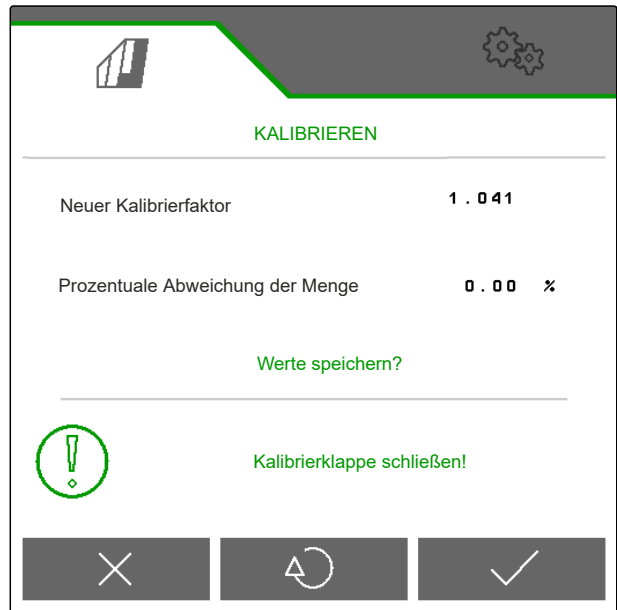 KALIBRIEREN
Neuer Kalibrierfaktor 1.041
Prozentuale Abweichung der Menge 0.00 %
Werte speichern?
Kalibrierklappe schließen!